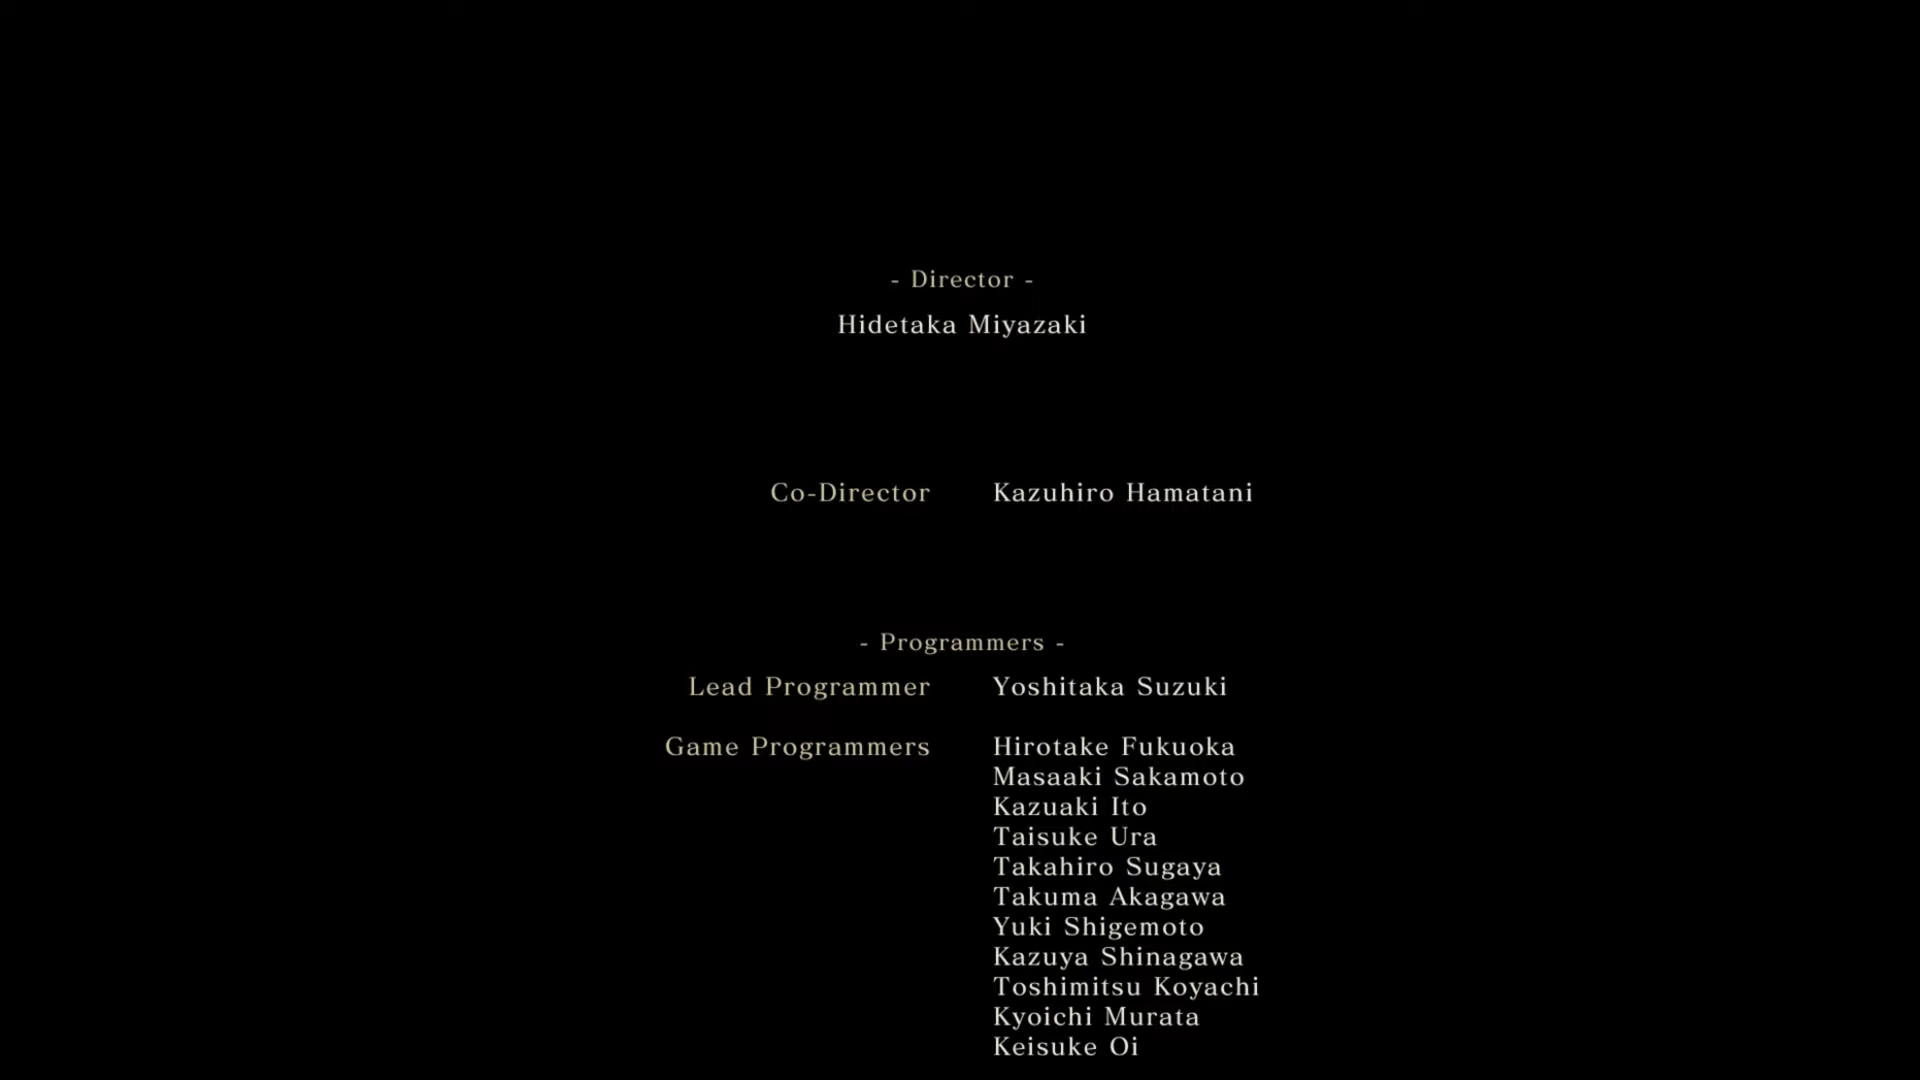 - Director -
Hidetaka Miyazaki
Co-Director Kazuhiro Hamatani
- Programmers -
Lead Programmer Yoshitaka Suzuki
Game Programmers Hirotake Fukuoka
Masaaki Sakamoto
Kazuaki Ito
Taisuke Ura
Takahiro Sugaya
Takuma Akagawa
Yuki Shigemoto
Kazuya Shinagawa
Toshimitsu Koyachi
Kyoichi Murata
Keisuke Oi